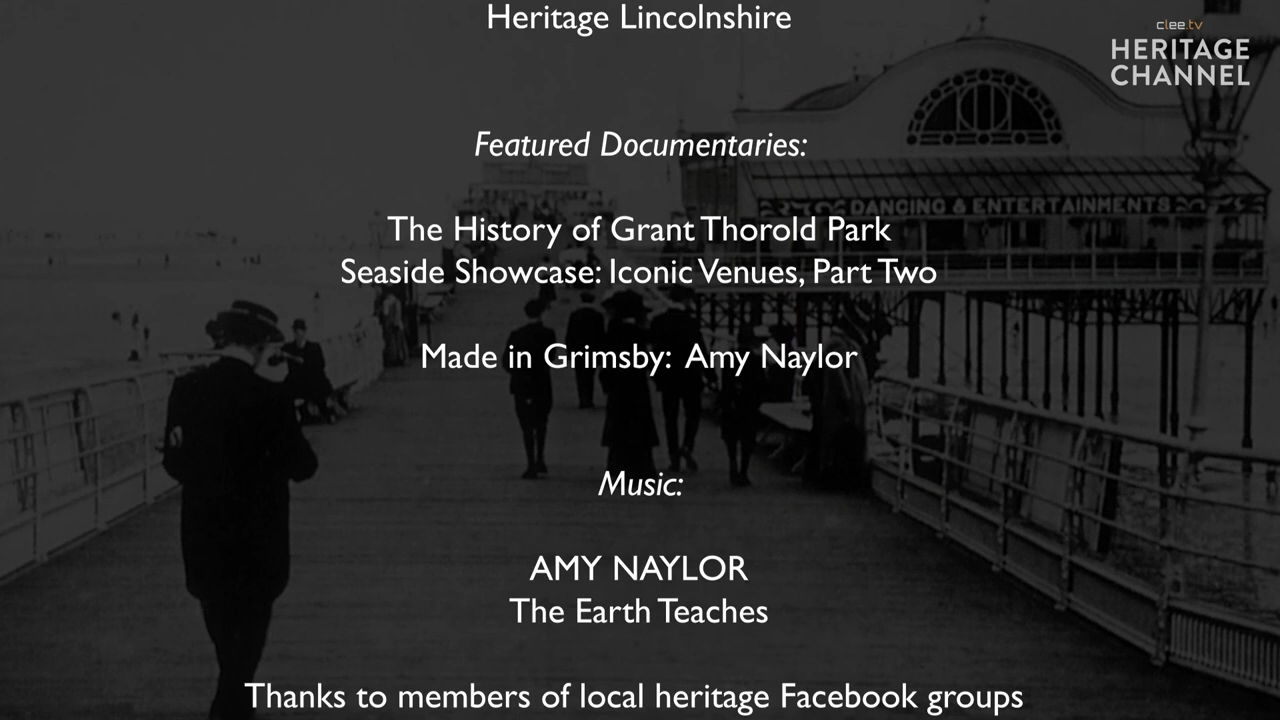 Heritage Lincolnshire
clee.tv
HERITAGE
CHANNEL
Featured Documentaries:
DANCING & ENTERTAINMENTS
The History of Grant Thorold Park
Seaside Showcase: Iconic Venues, Part Two
Made in Grimsby: Amy Naylor
Music:
AMY NAYLOR
The Earth Teaches
Thanks to members of local heritage Facebook groups